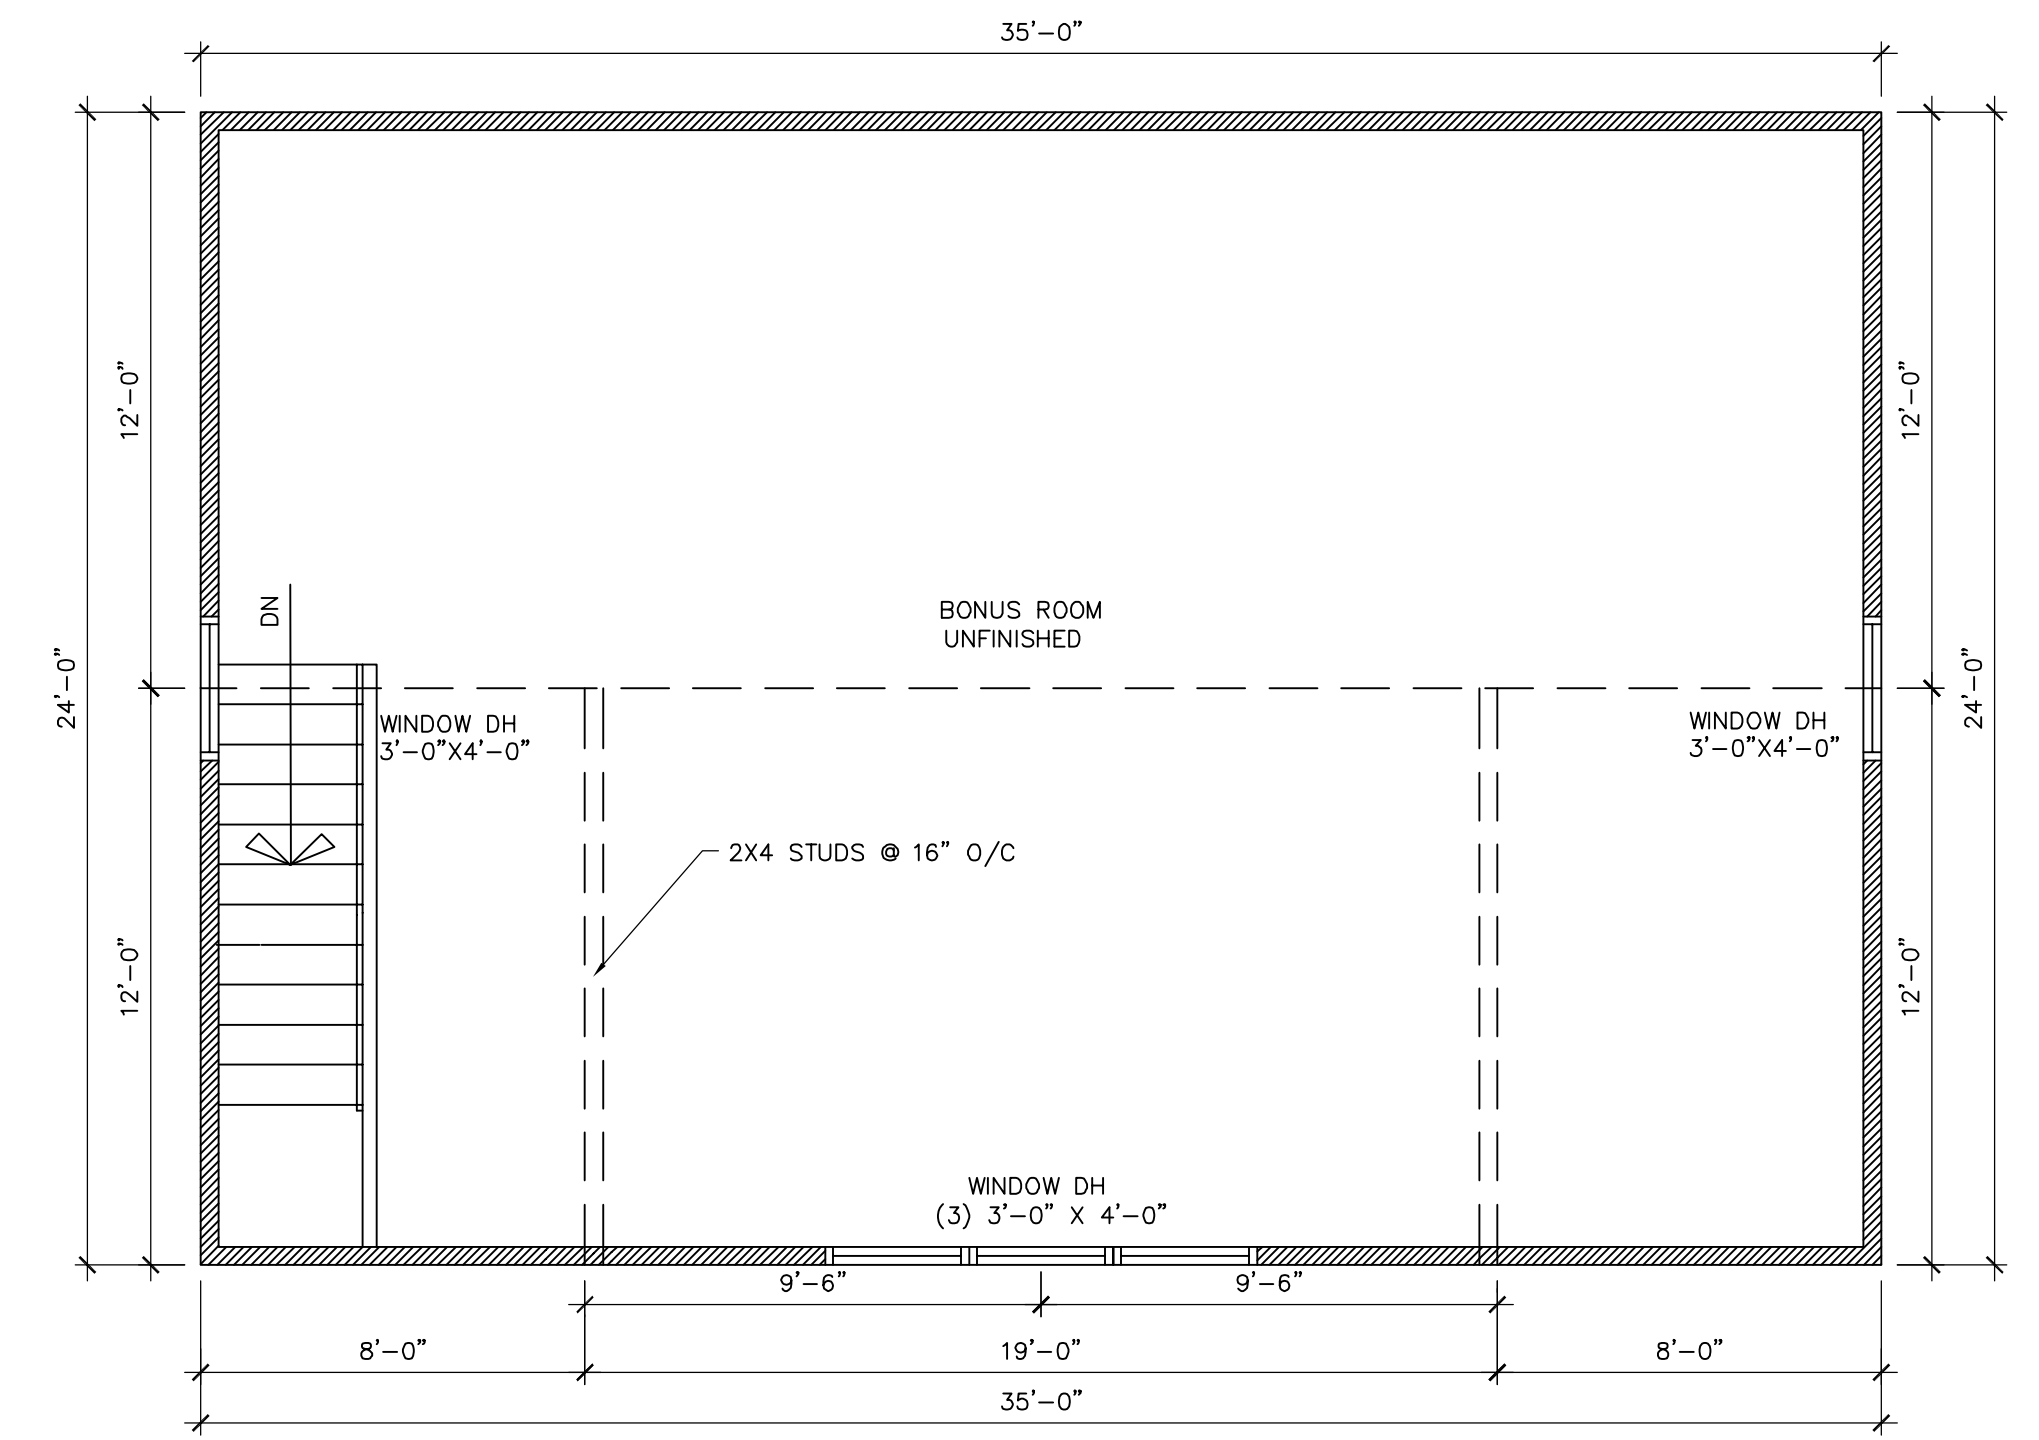 35'-0"
12'-0"
12'-0"
DN
BONUS ROOM
UNFINISHED
24'-0"
24'-0"
WINDOW DH
3'-0"X4'-0"
WINDOW DH
3'-0"X4'-0"
2X4 STUDS @ 16" O/C
12'-0"
12'-0"
WINDOW DH
(3) 3'-0" X 4'-0"
9'-6"
9'-6"
8'-0"
19'-0"
8'-0"
35'-0"